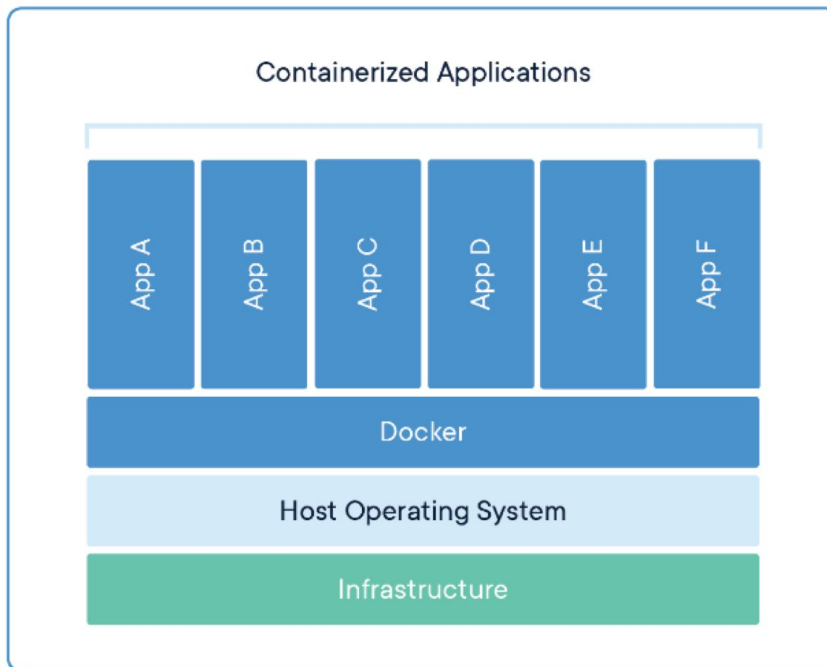 Containerized Applications
App A
App B
App C
App D
App E
App F
Docker
Host Operating System
Infrastructure